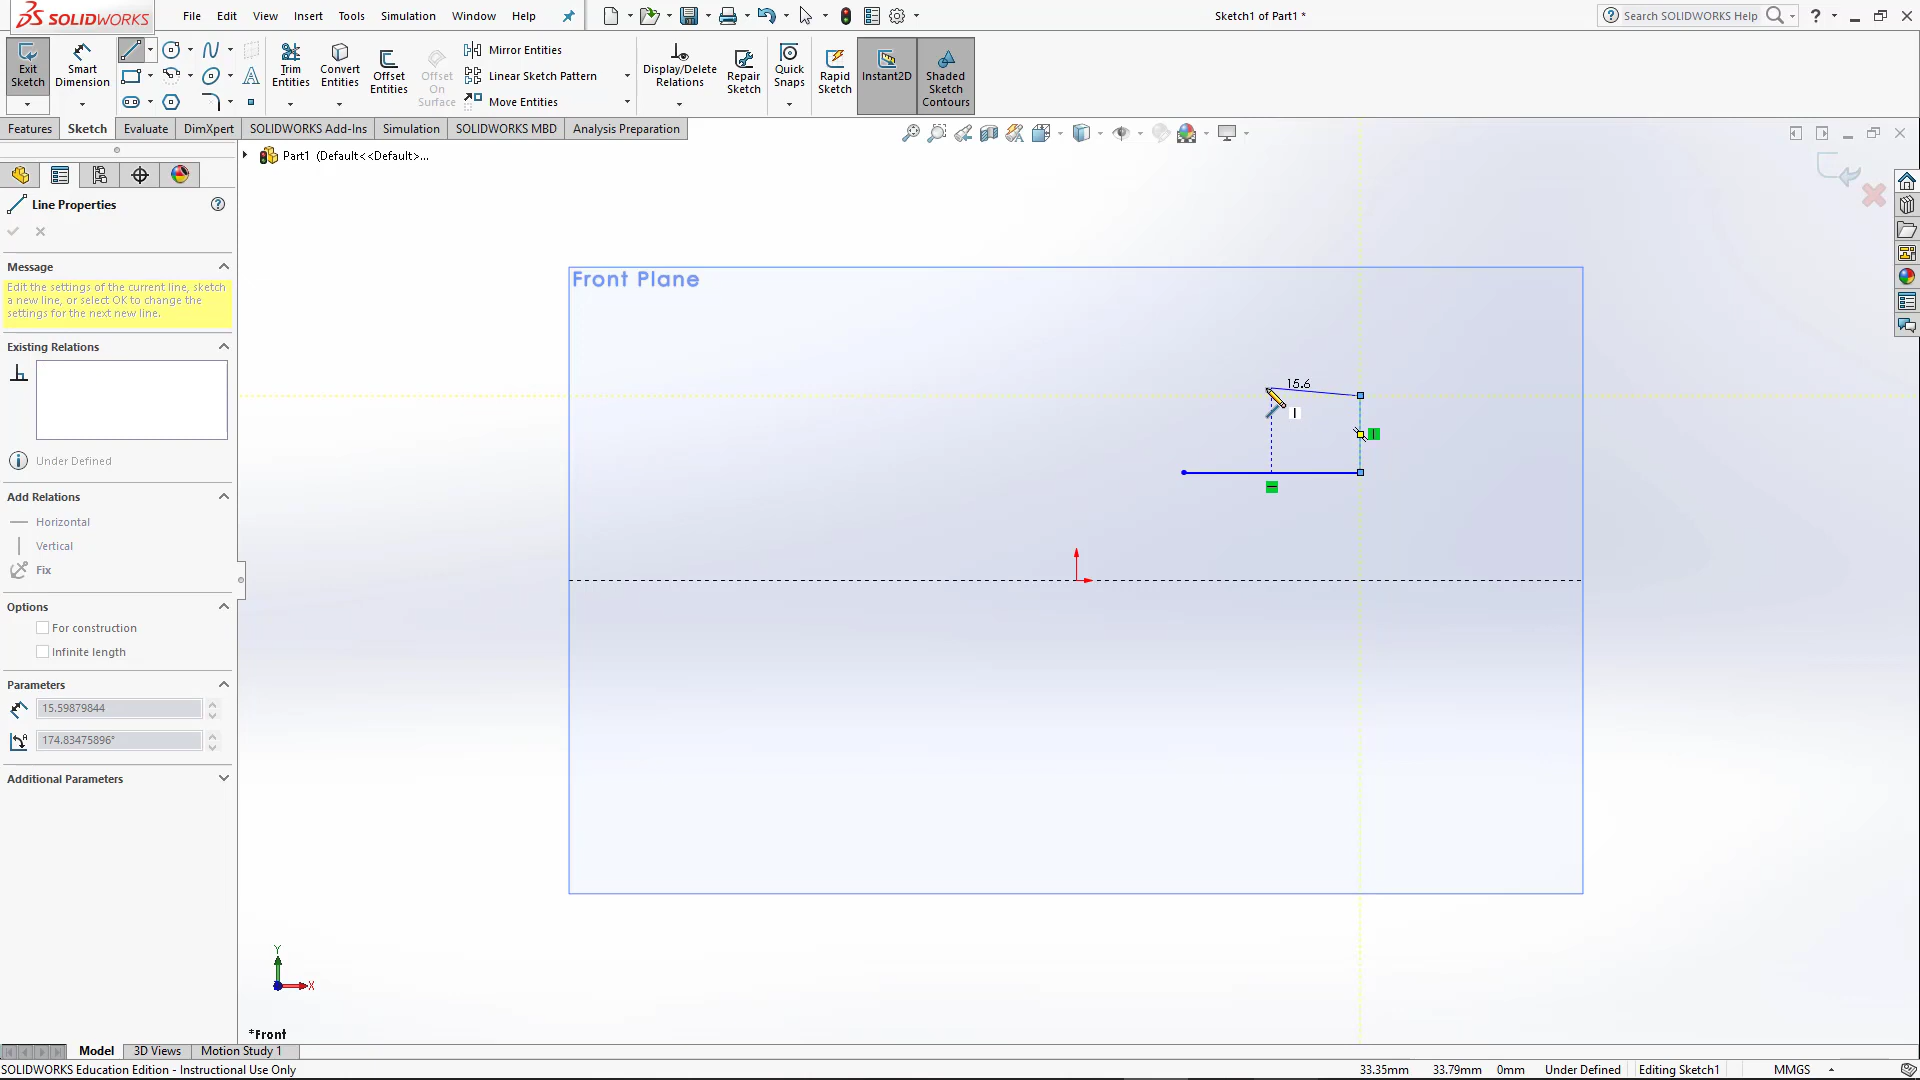 SOLIDWORKS
File Edit View Insert Tools Simulation Window Help
Sketch1 of Part1 *
Search SOLIDWORKS Help
Exit Sketch
Smart Dimension
Trim Entities
Convert Entities
Offset Entities
Offset On Surface
Mirror Entities
Linear Sketch Pattern
Move Entities
Display/Delete Relations
Repair Sketch
Quick Snaps
Rapid Sketch
Instant2D
Shaded Sketch Contours
Features Sketch Evaluate DimXpert SOLIDWORKS Add-Ins Simulation SOLIDWORKS MBD Analysis Preparation
Part1 (Default<<Default>...
Line Properties
Message
Edit the settings of the current line, sketch
a new line, or select OK to change the
settings for the next new line.
Existing Relations
Under Defined
Add Relations
Horizontal
Vertical
Fix
Options
For construction
Infinite length
Parameters
15.59879844
174.83475896°
Additional Parameters
Front Plane
15.6
Y
X
*Front
Model 3D Views Motion Study 1
SOLIDWORKS Education Edition - Instructional Use Only
33.35mm 33.79mm 0mm Under Defined Editing Sketch1 MMGS